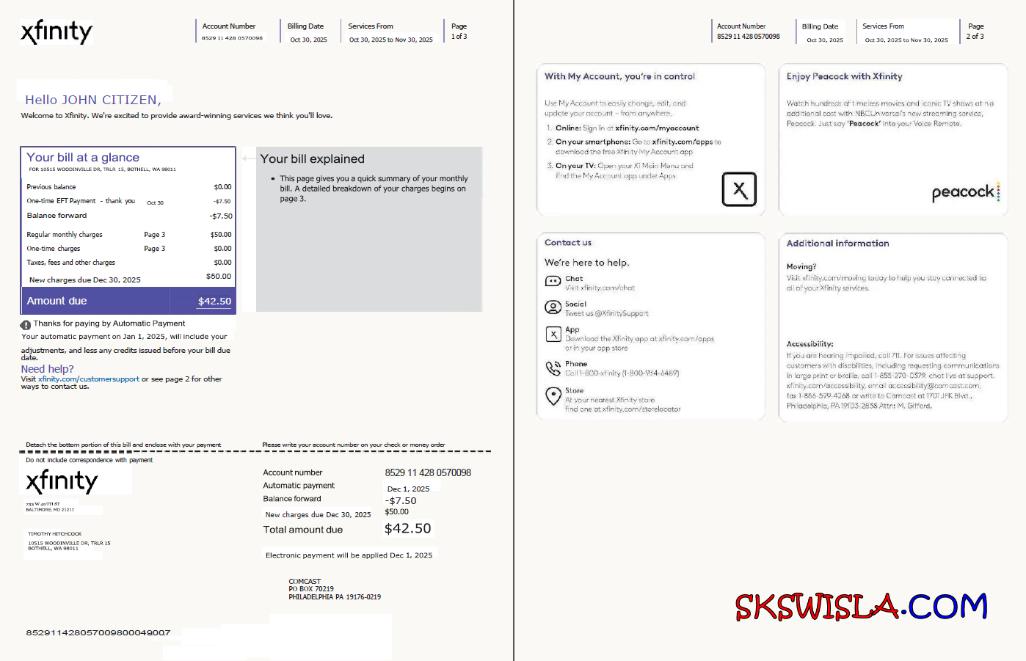 xfinity
Account Number
8529 11 428 0570098
Billing Date
Oct 30, 2025
Services From
Oct 30, 2025 to Nov 30, 2025
Page
1 of 3
Hello JOHN CITIZEN,
Welcome to Xfinity. We're excited to provide award-winning services we think you'll love.
Your bill at a glance
FOR 10515 WOODINVILLE DR, TRLR 15, BOTHELL, WA 98011
Previous balance $0.00
One-time EFT Payment - thank you Oct 30 -$7.50
Balance forward -$7.50
Regular monthly charges Page 3 $50.00
One-time charges Page 3 $0.00
Taxes, fees and other charges $0.00
New charges due Dec 30, 2025 $50.00
Amount due $42.50
Thanks for paying by Automatic Payment
Your automatic payment on Jan 1, 2025, will include your
adjustments, and less any credits issued before your bill due
date.
Need help?
Visit xfinity.com/customersupport or see page 2 for other
ways to contact us.
Your bill explained
• This page gives you a quick summary of your monthly
bill. A detailed breakdown of your charges begins on
page 3.
Detach the bottom portion of this bill and enclose with your payment
Please write your account number on your check or money order
Do not include correspondence with payment
xfinity
BALTIMORE, MD 21211
TIMOTHY HITCHCOCK
10515 WOODINVILLE DR, TRLR 15
BOTHELL, WA 98011
Account number 8529 11 428 0570098
Automatic payment Dec 1, 2025
Balance forward -$7.50
New charges due Dec 30, 2025 $50.00
Total amount due $42.50
Electronic payment will be applied Dec 1, 2025
COMCAST
PO BOX 70219
PHILADELPHIA PA 19176-0219
852911428057009800049007
Account Number
8529 11 428 0570098
Billing Date
Oct 30, 2025
Services From
Oct 30, 2025 to Nov 30, 2025
Page
2 of 3
With My Account, you're in control
Use My Account to easily change, edit, and
update your account – from anywhere.
1. Online: Sign in at xfinity.com/myaccount
2. On your smartphone: Go to xfinity.com/apps to
download the free Xfinity My Account app
3. On your TV: Open your X1 Main Menu and
find the My Account app under Apps
X
Enjoy Peacock with Xfinity
Watch hundreds of timeless movies and iconic TV shows at no
additional cost with NBCUniversal's new streaming service,
Peacock. Just say "Peacock" into your Voice Remote.
peacock
Contact us
We're here to help.
Chat
Visit xfinity.com/chat
Social
Tweet us @XfinitySupport
X
App
Download the Xfinity app at xfinity.com/apps
or in your app store
Phone
Call 1-800-xfinity (1-800-934-6489)
Store
At your nearest Xfinity store
find one at xfinity.com/storelocator
Additional information
Moving?
Visit xfinity.com/moving today to help you stay connected to
all of your Xfinity services.
Accessibility:
If you are hearing impaired, call 711. For issues affecting
customers with disabilities, including requesting communications
in large print or braille, call 1-855-270-0379, chat live at support.
xfinity.com/accessibility, email accessibility@comcast.com,
fax 1-866-599-4268 or write to Comcast at 1701 JFK Blvd.,
Philadelphia, PA 19103-2838 Attn: M. Gifford.
SKSWISLA.COM